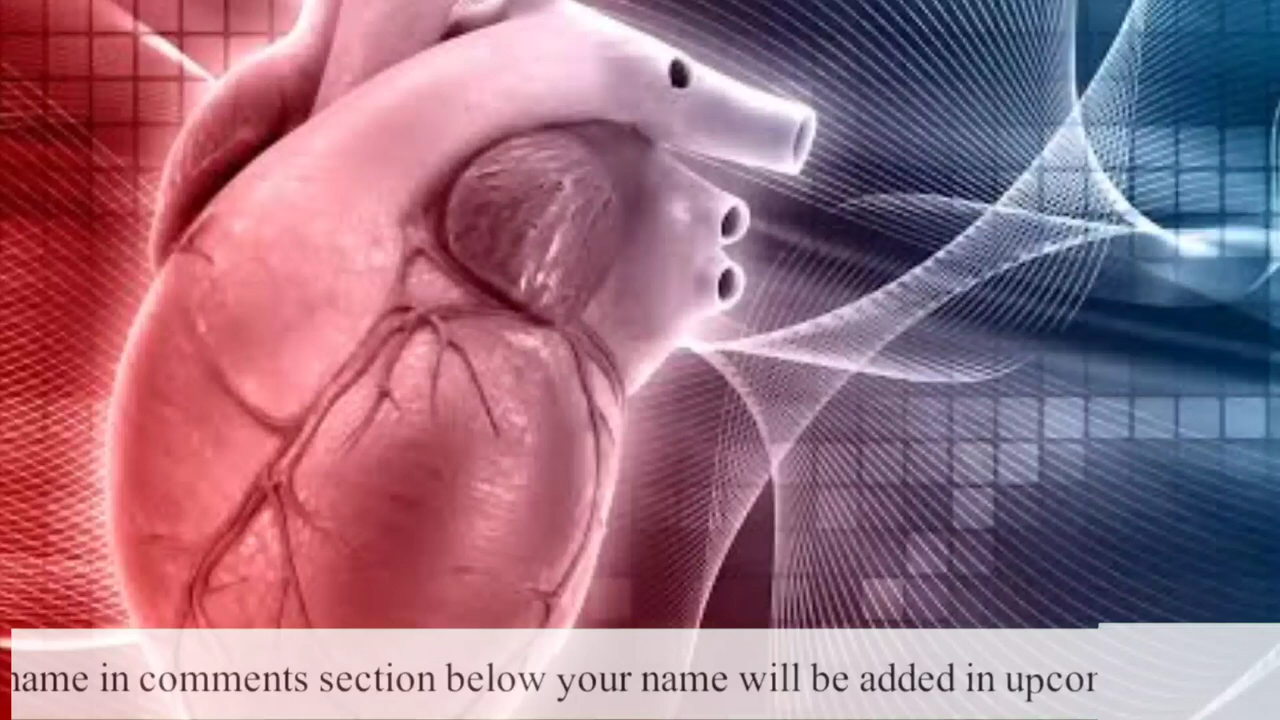 name in comments section below your name will be added in upcor